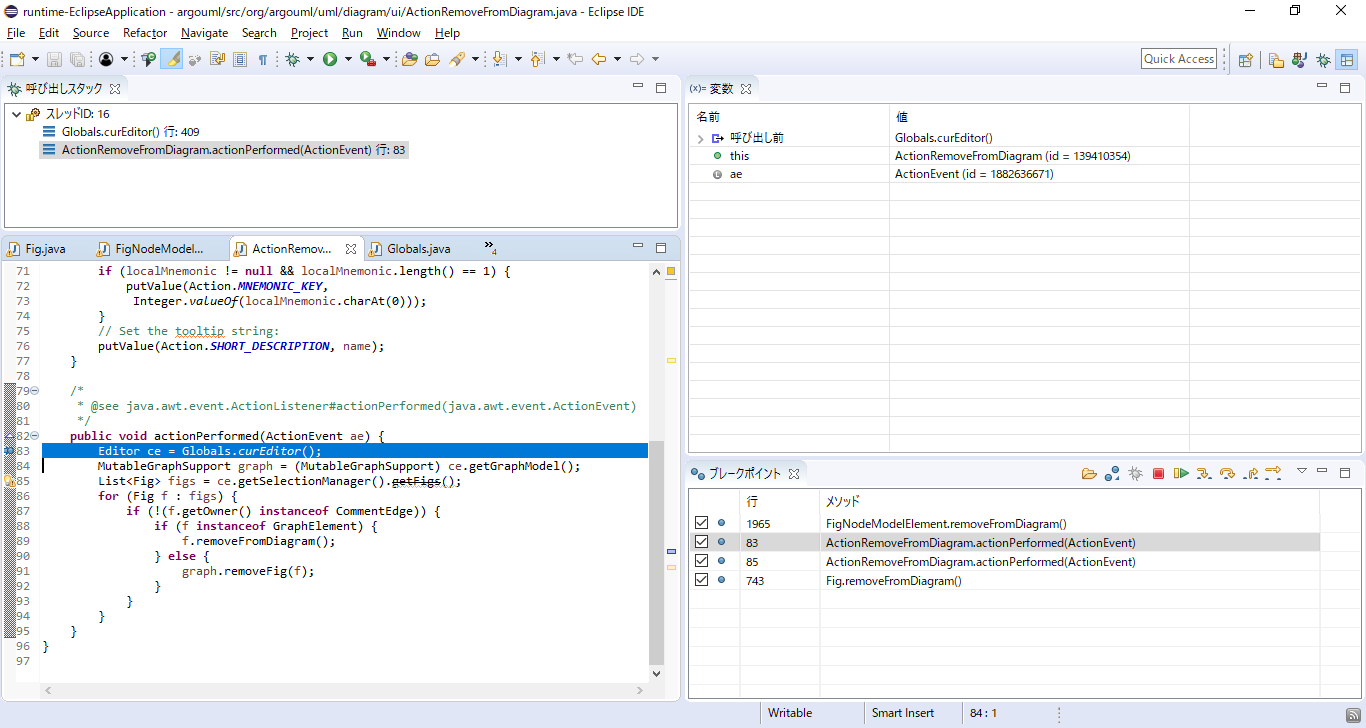 runtime-EclipseApplication - argouml/src/org/argouml/uml/diagram/ui/ActionRemoveFromDiagram.java - Eclipse IDE
File Edit Source Refactor Navigate Search Project Run Window Help
Quick Access
呼び出しスタック
スレッドID: 16
Globals.curEditor() 行: 409
ActionRemoveFromDiagram.actionPerformed(ActionEvent) 行: 83
(x)= 変数
名前 値
呼び出し前 Globals.curEditor()
this ActionRemoveFromDiagram (id = 139410354)
ae ActionEvent (id = 1882636671)
Fig.java FigNodeModel... ActionRemov... Globals.java »4
71 if (localMnemonic != null && localMnemonic.length() == 1) {
72 putValue(Action.MNEMONIC_KEY,
73 Integer.valueOf(localMnemonic.charAt(0)));
74 }
75 // Set the tooltip string:
76 putValue(Action.SHORT_DESCRIPTION, name);
77 }
78
79 /*
80 * @see java.awt.event.ActionListener#actionPerformed(java.awt.event.ActionEvent)
81 */
82 public void actionPerformed(ActionEvent ae) {
83 Editor ce = Globals.curEditor();
84 MutableGraphSupport graph = (MutableGraphSupport) ce.getGraphModel();
85 List<Fig> figs = ce.getSelectionManager().getFigs();
86 for (Fig f : figs) {
87 if (!(f.getOwner() instanceof CommentEdge)) {
88 if (f instanceof GraphElement) {
89 f.removeFromDiagram();
90 } else {
91 graph.removeFig(f);
92 }
93 }
94 }
95 }
96 }
97
ブレークポイント
行 メソッド
1965 FigNodeModelElement.removeFromDiagram()
83 ActionRemoveFromDiagram.actionPerformed(ActionEvent)
85 ActionRemoveFromDiagram.actionPerformed(ActionEvent)
743 Fig.removeFromDiagram()
Writable Smart Insert 84 : 1